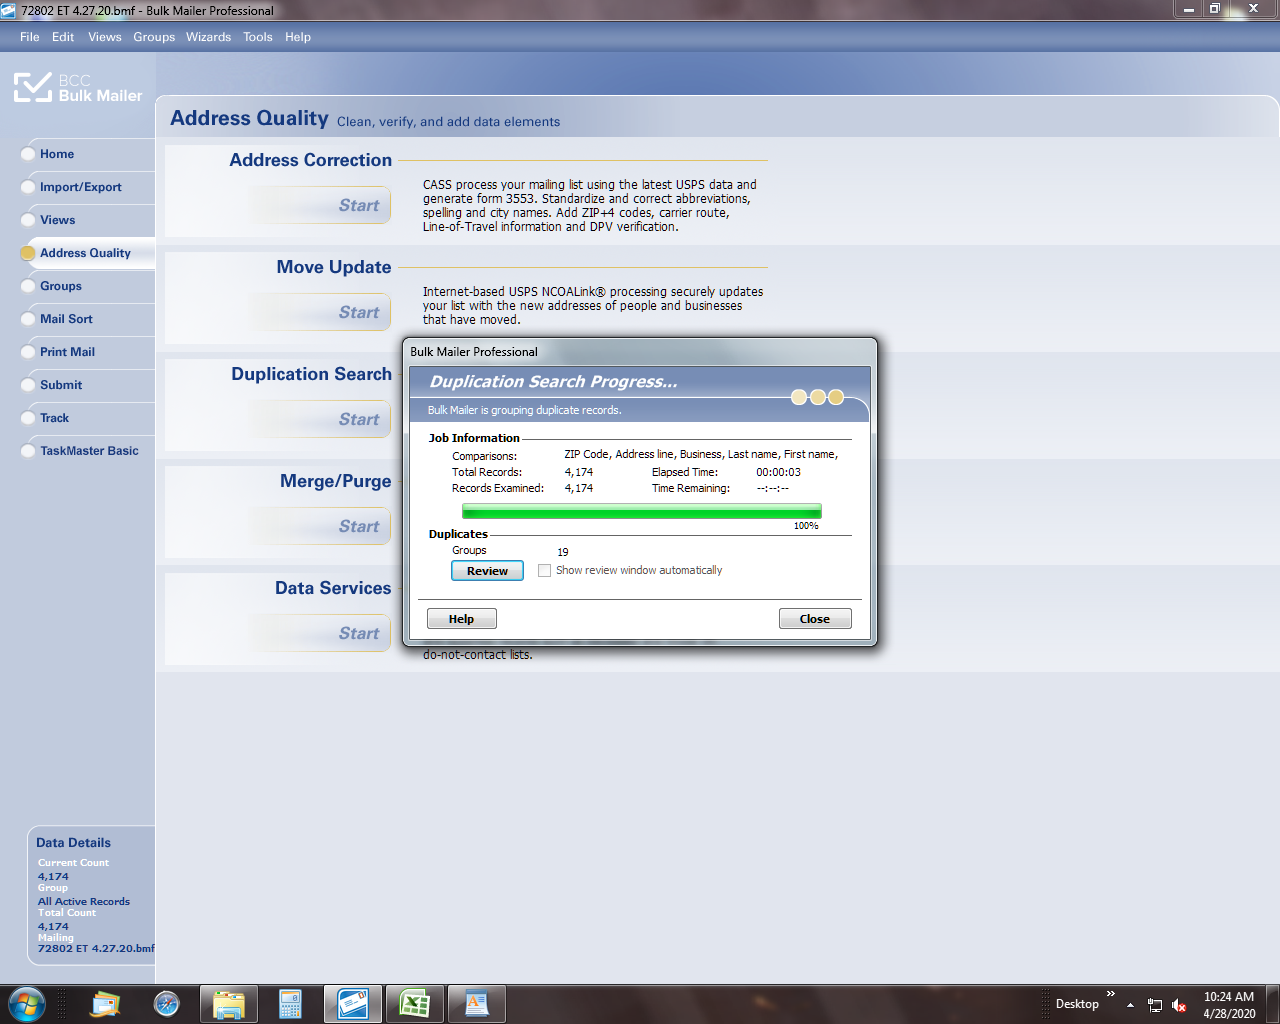 72802 ET 4.27.20.bmf - Bulk Mailer Professional
File Edit Views Groups Wizards Tools Help
BCC
Bulk Mailer
Address Quality Clean, verify, and add data elements
Home
Import/Export
Views
Address Quality
Groups
Mail Sort
Print Mail
Submit
Track
TaskMaster Basic
Address Correction
Start
CASS process your mailing list using the latest USPS data and
generate form 3553. Standardize and correct abbreviations,
spelling and city names. Add ZIP+4 codes, carrier route,
Line-of-Travel information and DPV verification.
Move Update
Start
Internet-based USPS NCOALink® processing securely updates
your list with the new addresses of people and businesses
that have moved.
Duplication Search
Start
Merge/Purge
Start
Data Services
Start
do-not-contact lists.
Bulk Mailer Professional
Duplication Search Progress...
Bulk Mailer is grouping duplicate records.
Job Information
Comparisons: ZIP Code, Address line, Business, Last name, First name,
Total Records: 4,174 Elapsed Time: 00:00:03
Records Examined: 4,174 Time Remaining: --:--:--
100%
Duplicates
Groups 19
Review Show review window automatically
Help Close
Data Details
Current Count
4,174
Group
All Active Records
Total Count
4,174
Mailing
72802 ET 4.27.20.bmf
Desktop
10:24 AM
4/28/2020